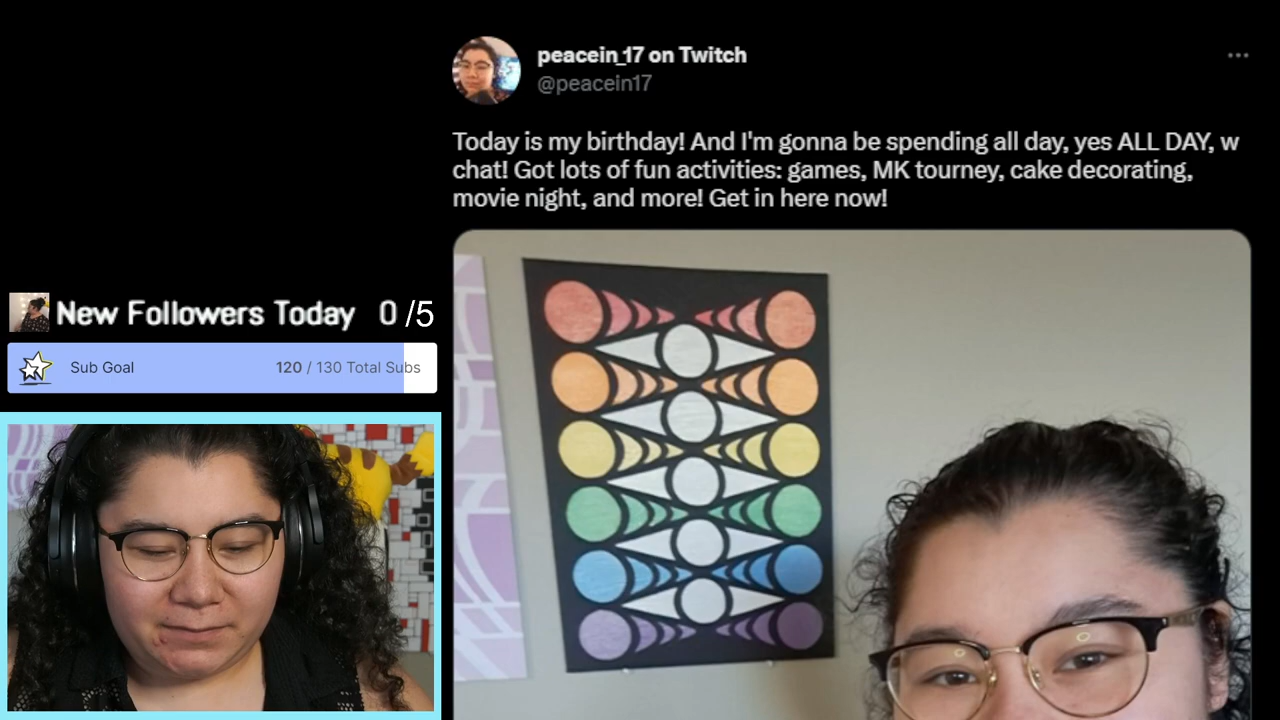 peacein_17 on Twitch
@peacein17
Today is my birthday! And I'm gonna be spending all day, yes ALL DAY, w
chat! Got lots of fun activities: games, MK tourney, cake decorating,
movie night, and more! Get in here now!
New Followers Today 0 /5
Sub Goal 120 / 130 Total Subs